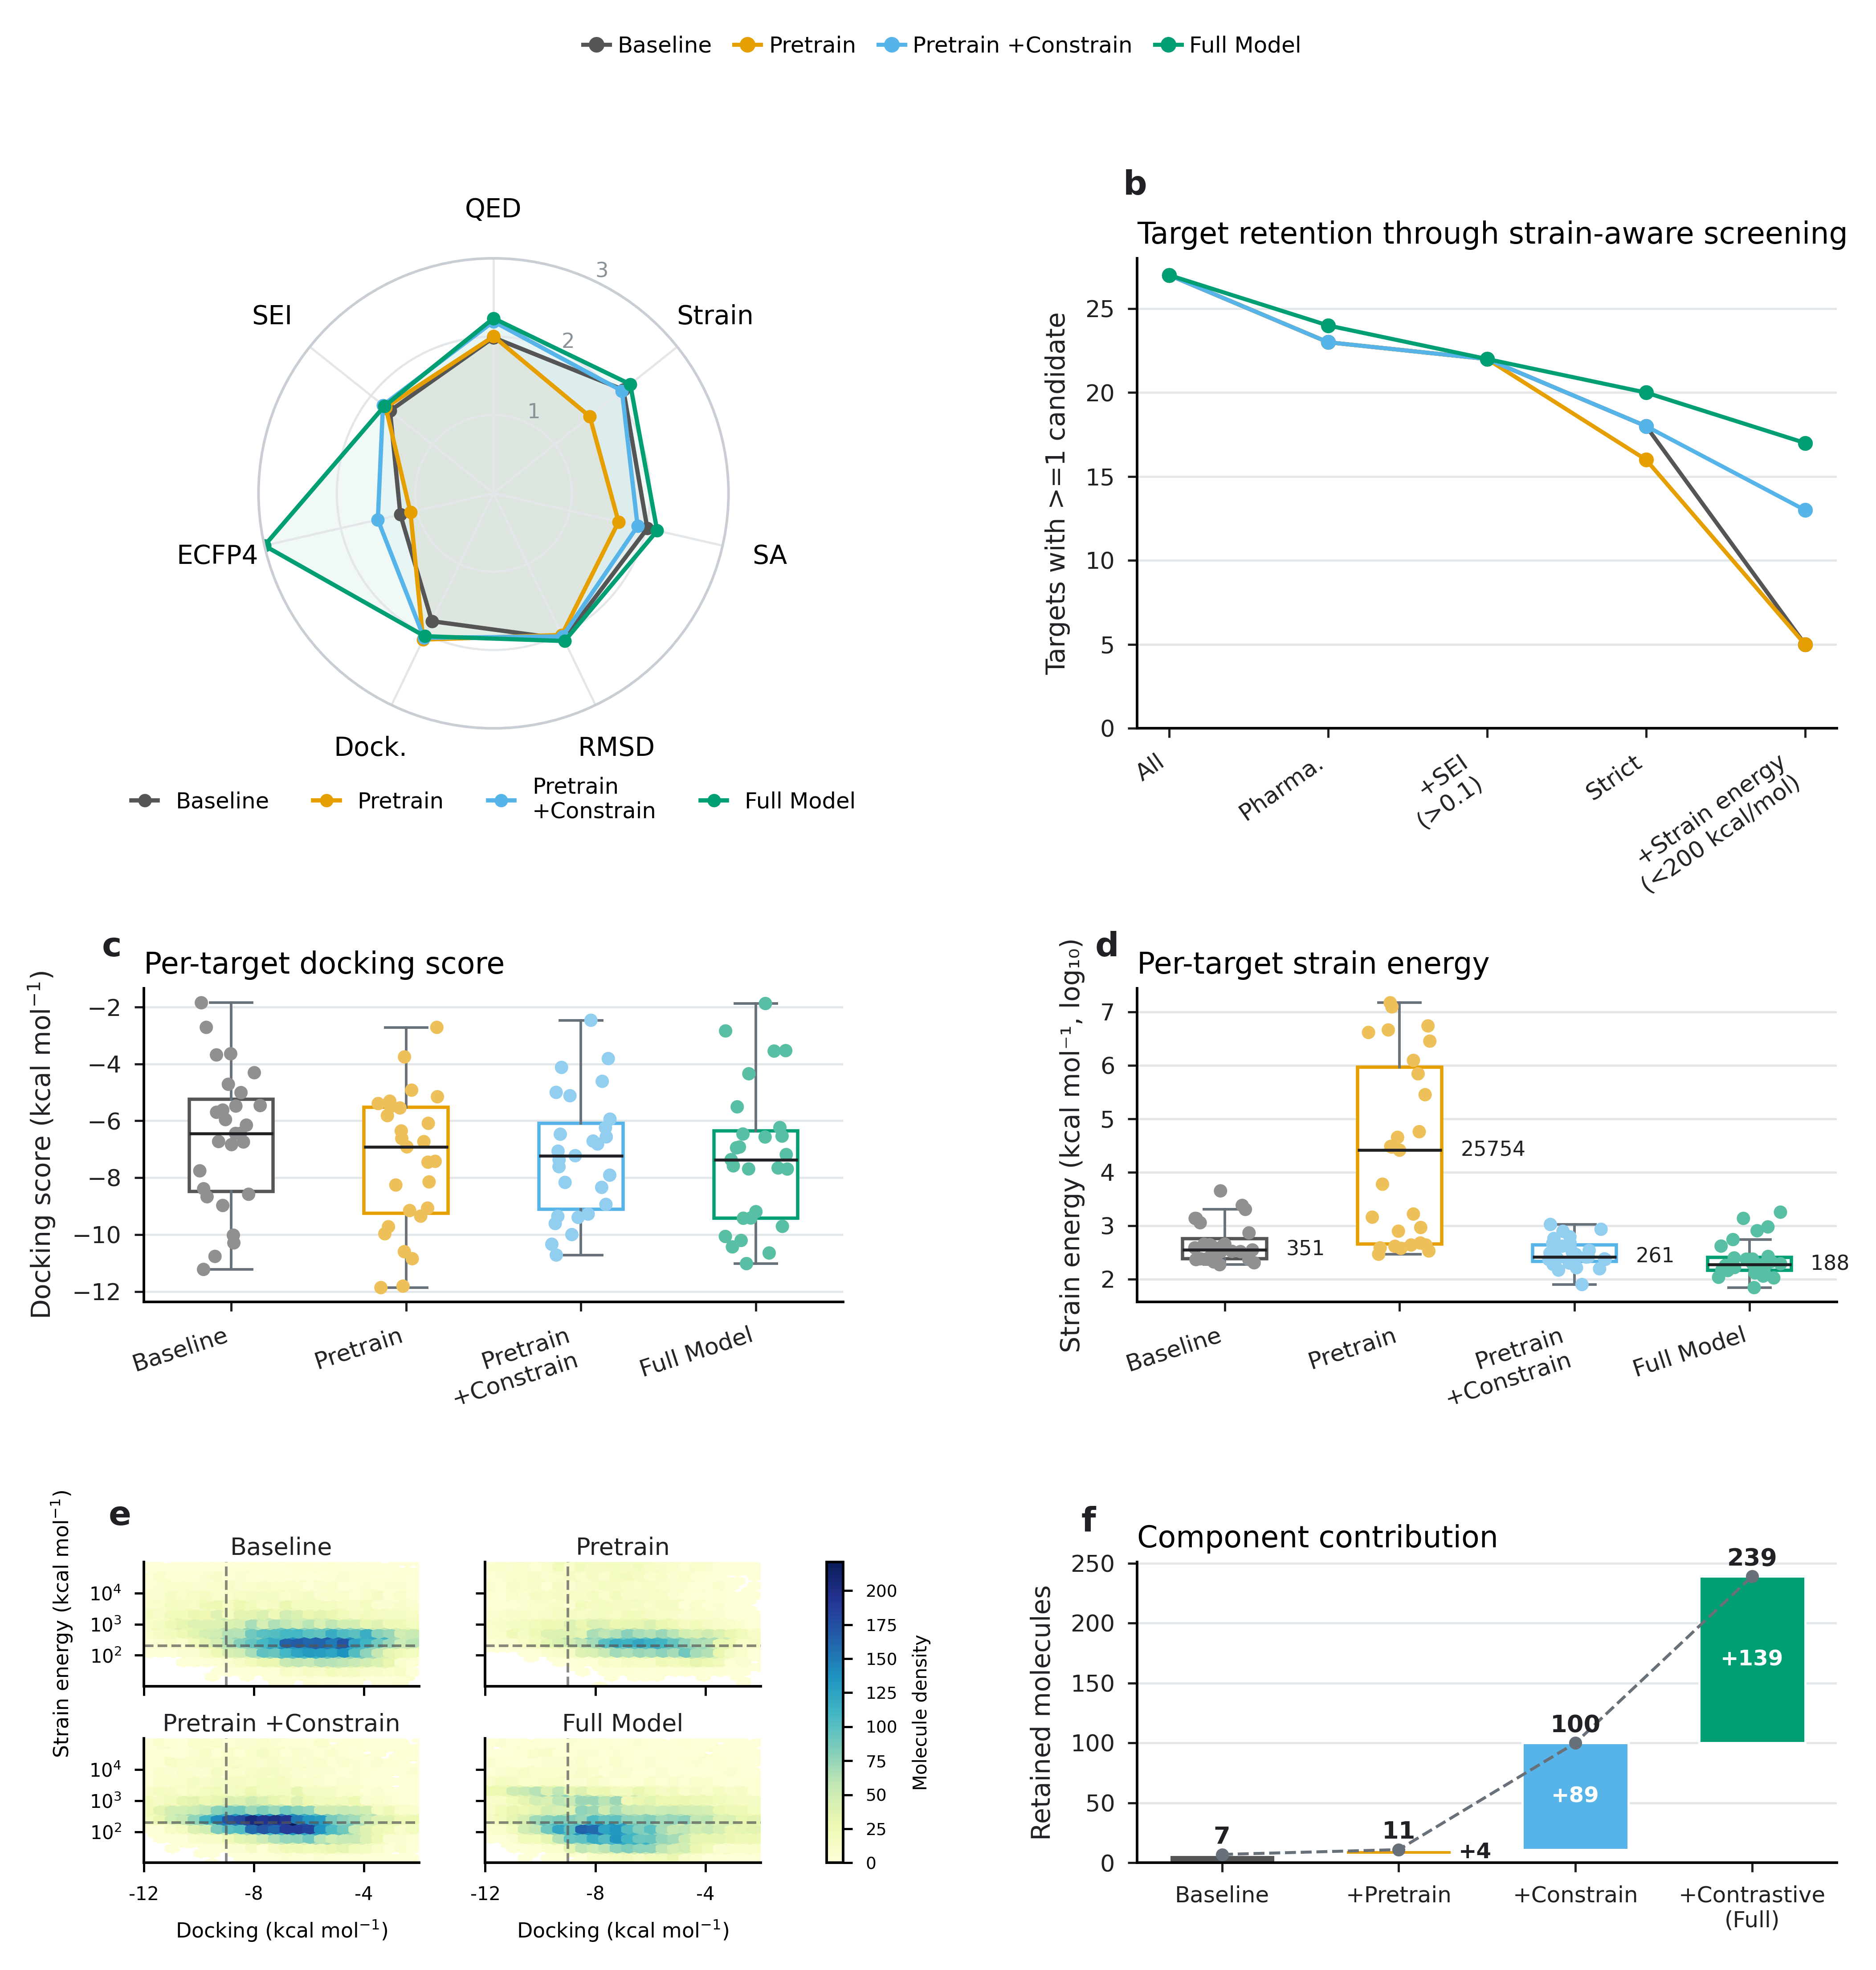 Baseline Pretrain Pretrain +Constrain Full Model
QED
Strain
SA
RMSD
Dock.
ECFP4
SEI
1
2
3
Baseline Pretrain Pretrain +Constrain Full Model
b
Target retention through strain-aware screening
Targets with >=1 candidate
25
20
15
10
5
0
All
Pharma.
+SEI
(>0.1)
Strict
+Strain energy
(<200 kcal/mol)
c
Per-target docking score
Docking score (kcal mol⁻¹)
−2
−4
−6
−8
−10
−12
Baseline
Pretrain
Pretrain
+Constrain
Full Model
d
Per-target strain energy
Strain energy (kcal mol⁻¹, log₁₀)
7
6
5
4
3
2
351
25754
261
188
Baseline
Pretrain
Pretrain
+Constrain
Full Model
e
Strain energy (kcal mol⁻¹)
Baseline
Pretrain
10⁴
10³
10²
Pretrain +Constrain
Full Model
10⁴
10³
10²
-12 -8 -4
-12 -8 -4
Docking (kcal mol⁻¹)
Docking (kcal mol⁻¹)
200
175
150
125
100
75
50
25
0
Molecule density
f
Component contribution
Retained molecules
250
200
150
100
50
0
7
11
+4
100
+89
239
+139
Baseline
+Pretrain
+Constrain
+Contrastive
(Full)